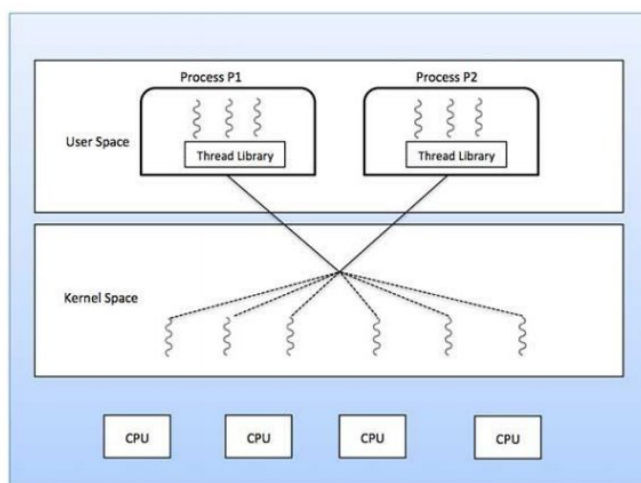 Process P1
Process P2
User Space
Thread Library
Thread Library
Kernel Space
CPU
CPU
CPU
CPU